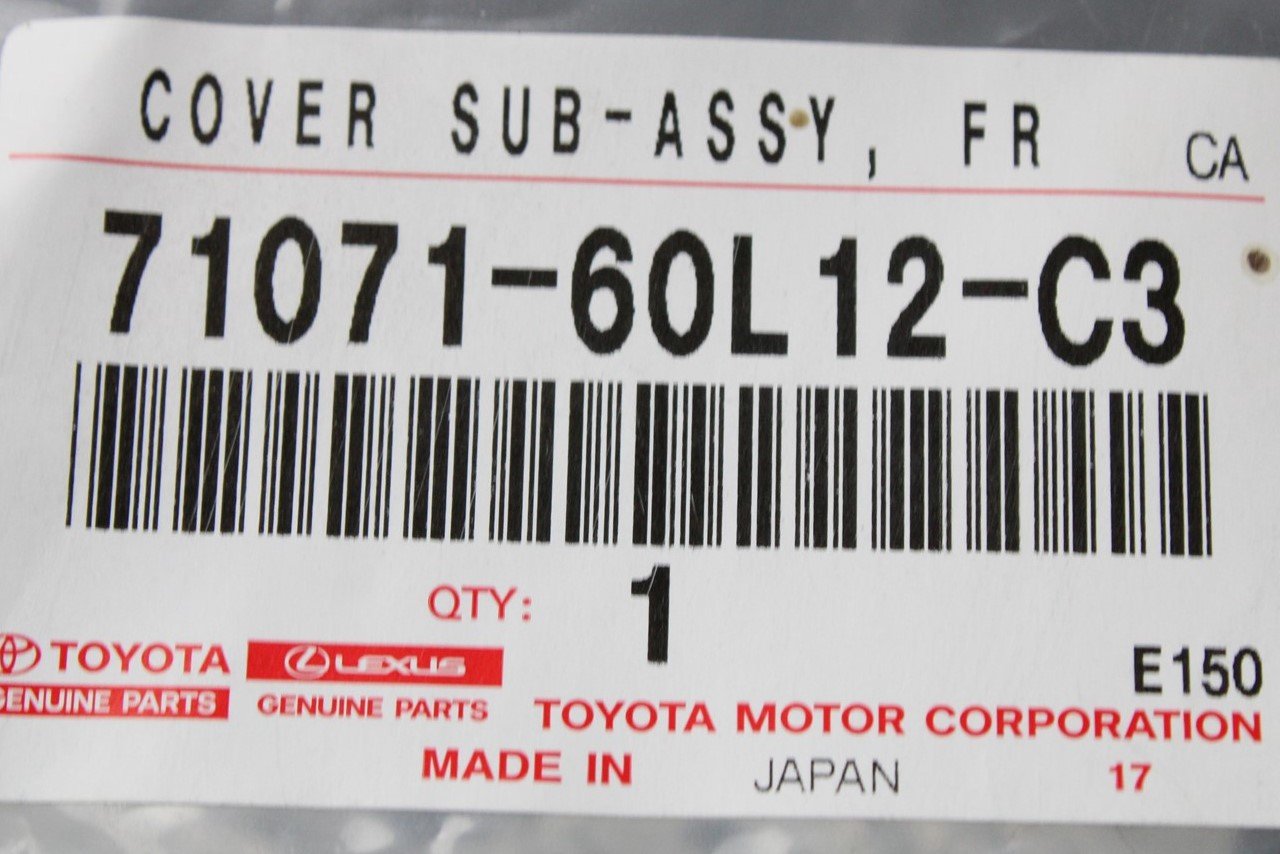 COVER SUB-ASSY, FR CA
71071-60L12-C3
QTY: 1
TOYOTA LEXUS E150
GENUINE PARTS GENUINE PARTS TOYOTA MOTOR CORPORATION
MADE IN JAPAN 17